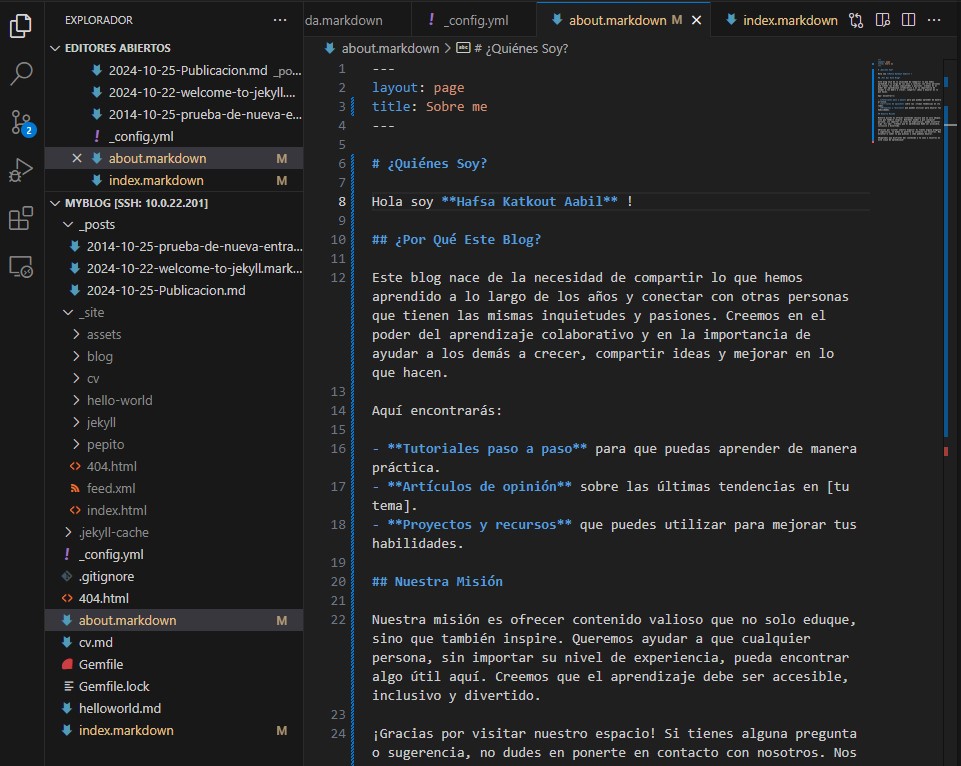 EXPLORADOR
EDITORES ABIERTOS
2024-10-25-Publicacion.md _po...
2024-10-22-welcome-to-jekyll....
2014-10-25-prueba-de-nueva-e...
! _config.yml
about.markdown M
index.markdown M
MYBLOG [SSH: 10.0.22.201]
_posts
2014-10-25-prueba-de-nueva-entra...
2024-10-22-welcome-to-jekyll.mark...
2024-10-25-Publicacion.md
_site
assets
blog
cv
hello-world
jekyll
pepito
404.html
feed.xml
index.html
.jekyll-cache
! _config.yml
.gitignore
404.html
about.markdown M
cv.md
Gemfile
Gemfile.lock
helloworld.md
index.markdown M
2
da.markdown ! _config.yml about.markdown M index.markdown
about.markdown > # ¿Quiénes Soy?
1 ---
2 layout: page
3 title: Sobre me
4 ---
5
6 # ¿Quiénes Soy?
7
8 Hola soy **Hafsa Katkout Aabil** !
9
10 ## ¿Por Qué Este Blog?
11
12 Este blog nace de la necesidad de compartir lo que hemos
aprendido a lo largo de los años y conectar con otras personas
que tienen las mismas inquietudes y pasiones. Creemos en el
poder del aprendizaje colaborativo y en la importancia de
ayudar a los demás a crecer, compartir ideas y mejorar en lo
que hacen.
13
14 Aquí encontrarás:
15
16 - **Tutoriales paso a paso** para que puedas aprender de manera
práctica.
17 - **Artículos de opinión** sobre las últimas tendencias en [tu
tema].
18 - **Proyectos y recursos** que puedes utilizar para mejorar tus
habilidades.
19
20 ## Nuestra Misión
21
22 Nuestra misión es ofrecer contenido valioso que no solo eduque,
sino que también inspire. Queremos ayudar a que cualquier
persona, sin importar su nivel de experiencia, pueda encontrar
algo útil aquí. Creemos que el aprendizaje debe ser accesible,
inclusivo y divertido.
23
24 ¡Gracias por visitar nuestro espacio! Si tienes alguna pregunta
o sugerencia, no dudes en ponerte en contacto con nosotros. Nos